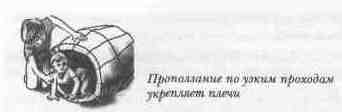 Проползание по узким проходам
укрепляет плечи